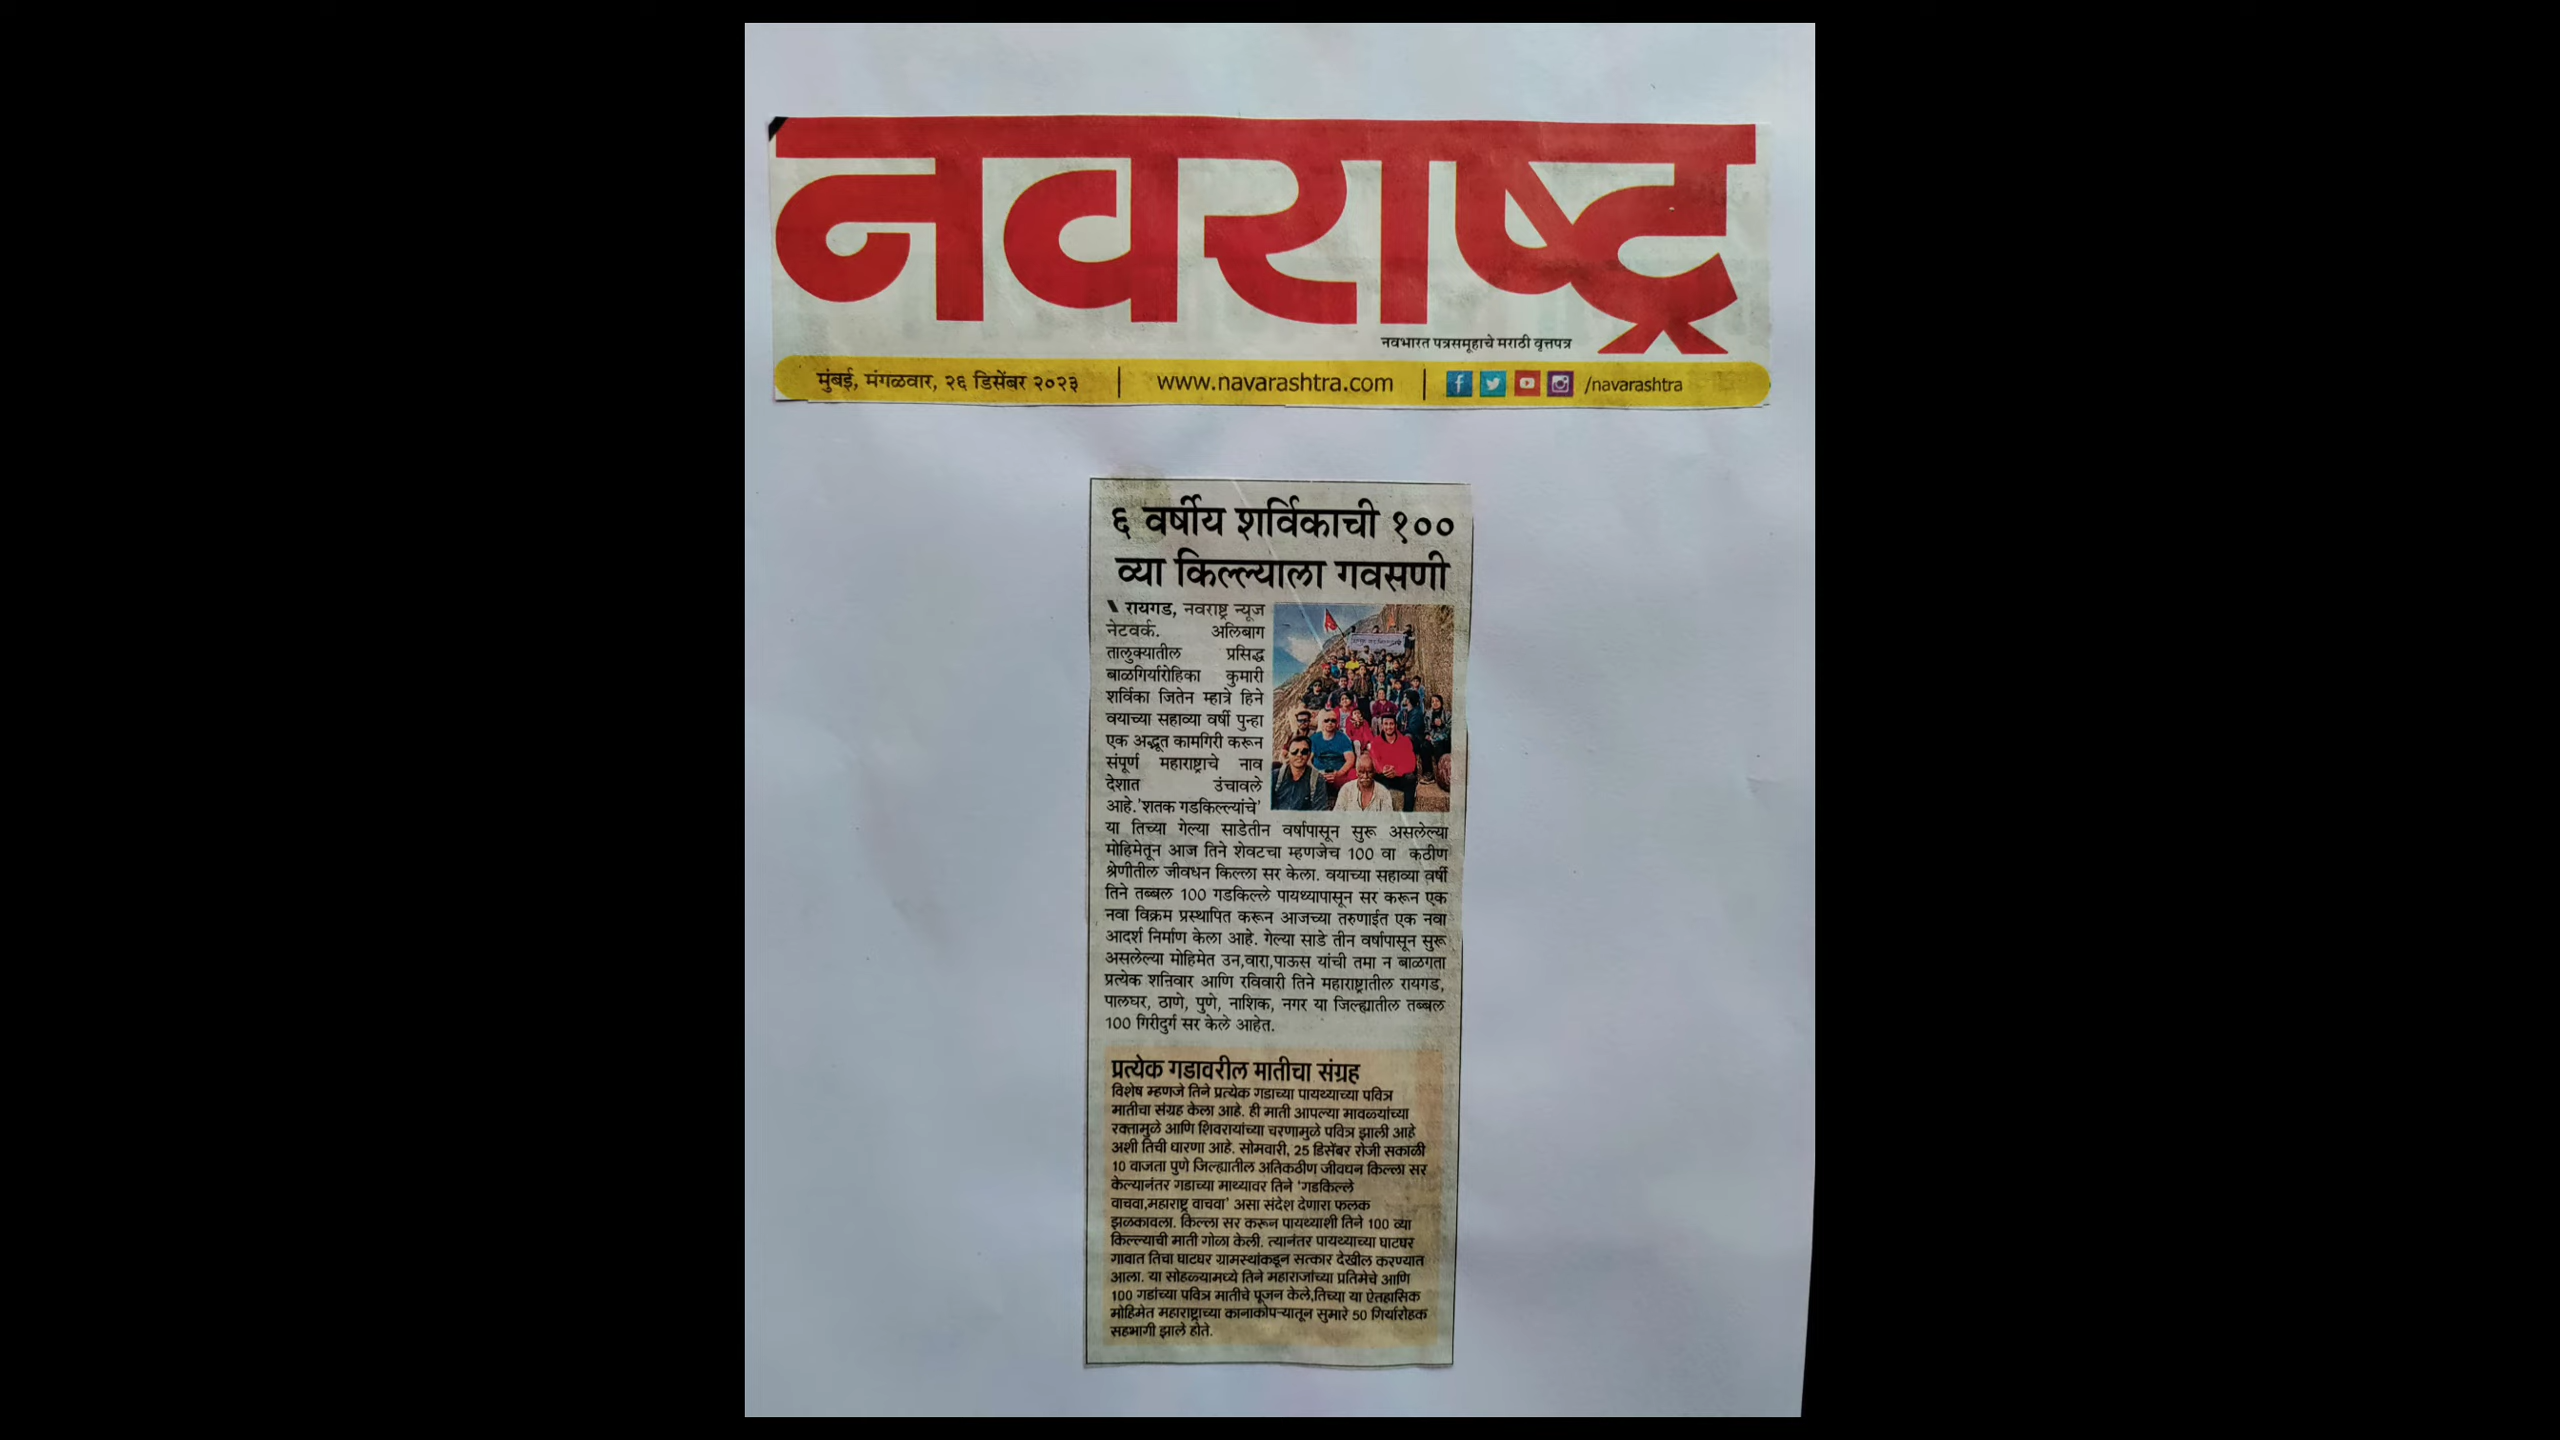 नवराष्ट्र
नवभारत पत्रसमूहाचे मराठी वृत्तपत्र
मुंबई, मंगळवार, २६ डिसेंबर २०२३ | www.navarashtra.com | /navarashtra
६ वर्षीय शर्विकाची १००
व्या किल्ल्याला गवसणी
रायगड, नवराष्ट्र न्यूज
नेटवर्क. अलिबाग
तालुक्यातील प्रसिद्ध
बाळगिर्यारोहिका कुमारी
शर्विका जितेन म्हात्रे हिने
वयाच्या सहाव्या वर्षी पुन्हा
एक अद्भूत कामगिरी करून
संपूर्ण महाराष्ट्राचे नाव
देशात उंचावले
आहे.'शतक गडकिल्ल्यांचे'
या तिच्या गेल्या साडेतीन वर्षापासून सुरू असलेल्या
मोहिमेतून आज तिने शेवटचा म्हणजेच 100 वा कठीण
श्रेणीतील जीवधन किल्ला सर केला. वयाच्या सहाव्या वर्षी
तिने तब्बल 100 गडकिल्ले पायथ्यापासून सर करून एक
नवा विक्रम प्रस्थापित करून आजच्या तरुणाईत एक नवा
आदर्श निर्माण केला आहे. गेल्या साडे तीन वर्षापासून सुरू
असलेल्या मोहिमेत उन,वारा,पाऊस यांची तमा न बाळगता
प्रत्येक शनिवार आणि रविवारी तिने महाराष्ट्रातील रायगड,
पालघर, ठाणे, पुणे, नाशिक, नगर या जिल्ह्यातील तब्बल
100 गिरीदुर्ग सर केले आहेत.
प्रत्येक गडावरील मातीचा संग्रह
विशेष म्हणजे तिने प्रत्येक गडाच्या पायथ्याच्या पवित्र
मातीचा संग्रह केला आहे. ही माती आपल्या मावळ्यांच्या
रक्तामुळे आणि शिवरायांच्या चरणामुळे पवित्र झाली आहे
अशी तिची धारणा आहे. सोमवारी, 25 डिसेंबर रोजी सकाळी
10 वाजता पुणे जिल्ह्यातील अतिकठीण जीवधन किल्ला सर
केल्यानंतर गडाच्या माथ्यावर तिने 'गडकिल्ले
वाचवा,महाराष्ट्र वाचवा' असा संदेश देणारा फलक
झळकावला. किल्ला सर करून पायथ्याशी तिने 100 व्या
किल्ल्याची माती गोळा केली. त्यानंतर पायथ्याच्या घाटघर
गावात तिचा घाटघर ग्रामस्थांकडून सत्कार देखील करण्यात
आला. या सोहळ्यामध्ये तिने महाराजांच्या प्रतिमेचे आणि
100 गडांच्या पवित्र मातीचे पूजन केले,तिच्या या ऐतहासिक
मोहिमेत महाराष्ट्राच्या कानाकोपऱ्यातून सुमारे 50 गिर्यारोहक
सहभागी झाले होते.